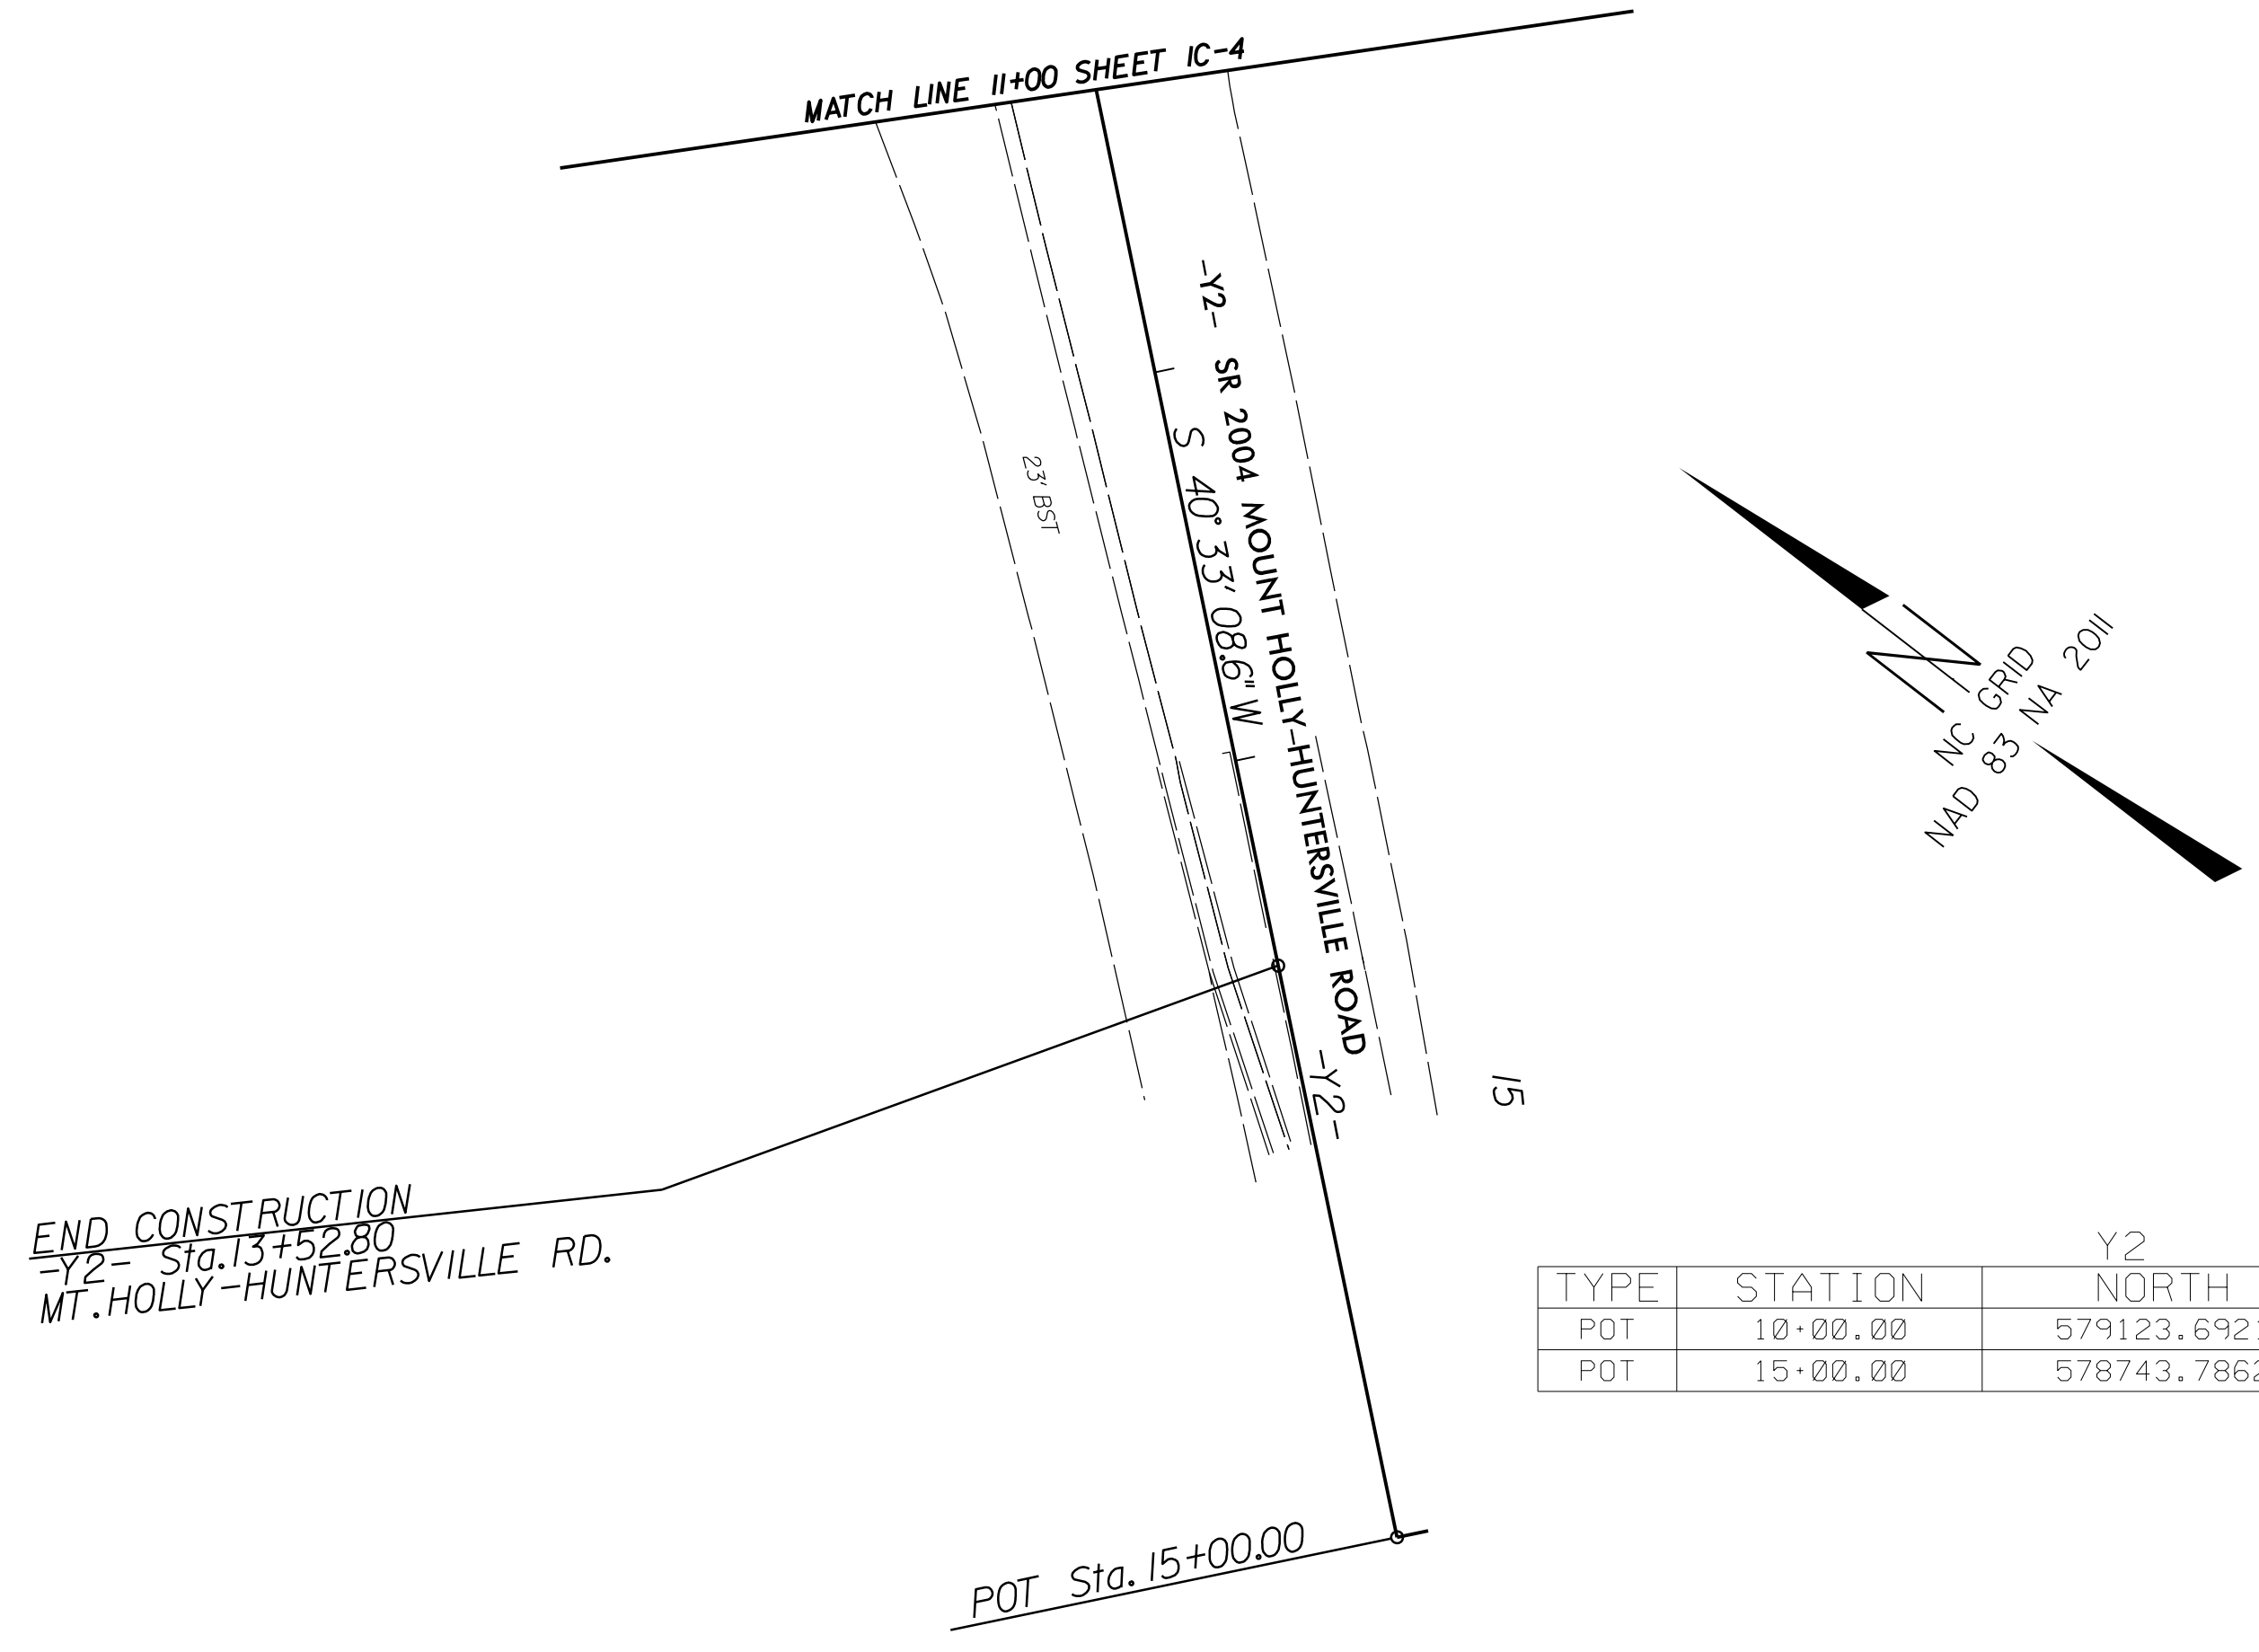 MATCH LINE 11+00 SHEET IC-4
-Y2- SR 2004 MOUNT HOLLY-HUNTERSVILLE ROAD
S 40° 33' 08.6" W
23' BST
N
NC GRID
NAD 83 NA 2011
-Y2-
15
END CONSTRUCTION
-Y2- Sta. 13+52.80
MT. HOLLY-HUNTERSVILLE RD.
Y2
TYPE STATION NORTH
POT 10+00.00 579123.692
POT 15+00.00 578743.786
POT Sta. 15+00.00